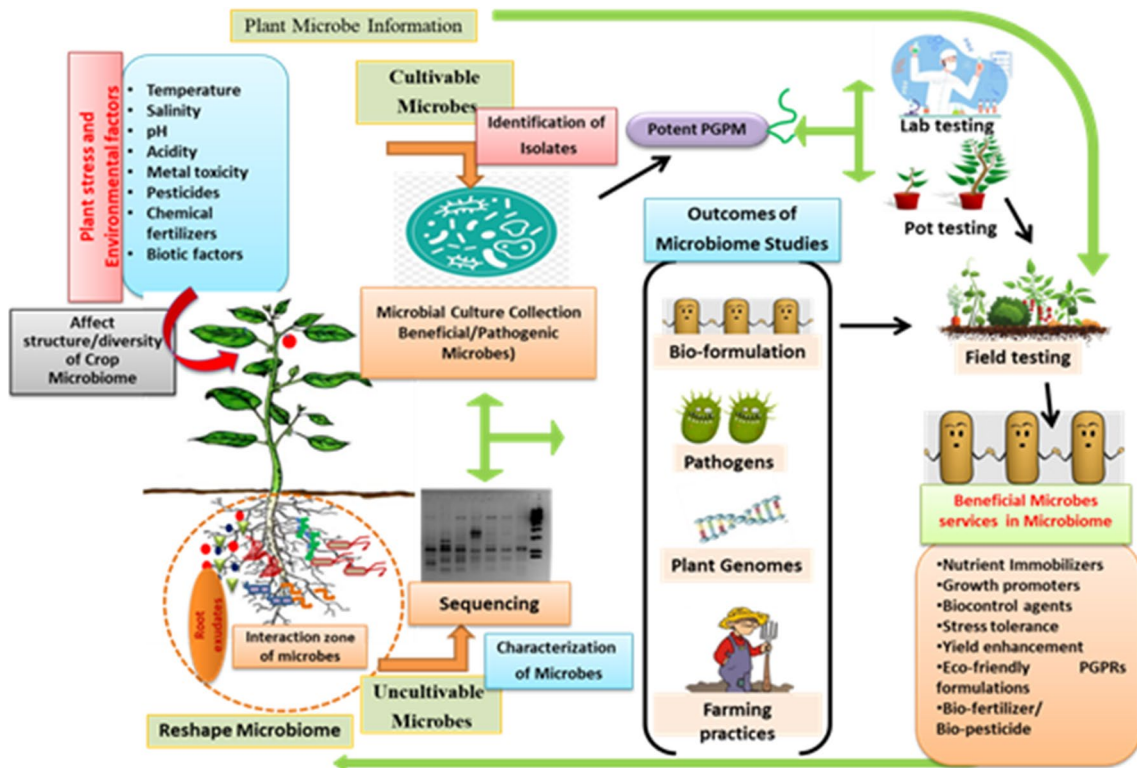 Plant Microbe Information
Plant stress and
Environmental factors
• Temperature
• Salinity
• pH
• Acidity
• Metal toxicity
• Pesticides
• Chemical
fertilizers
• Biotic factors
Affect
structure/diversity
of Crop
Microbiome
Cultivable
Microbes
Identification of
Isolates
Potent PGPM
Lab testing
Pot testing
Microbial Culture Collection
Beneficial/Pathogenic
Microbes)
Outcomes of
Microbiome Studies
Bio-formulation
Pathogens
Plant Genomes
Farming
practices
Field testing
Beneficial Microbes
services in Microbiome
•Nutrient Immobilizers
•Growth promoters
•Biocontrol agents
•Stress tolerance
•Yield enhancement
•Eco-friendly PGPRs
formulations
•Bio-fertilizer/
Bio-pesticide
Sequencing
Characterization
of Microbes
Uncultivable
Microbes
Root
exudates
Interaction zone
of microbes
Reshape Microbiome